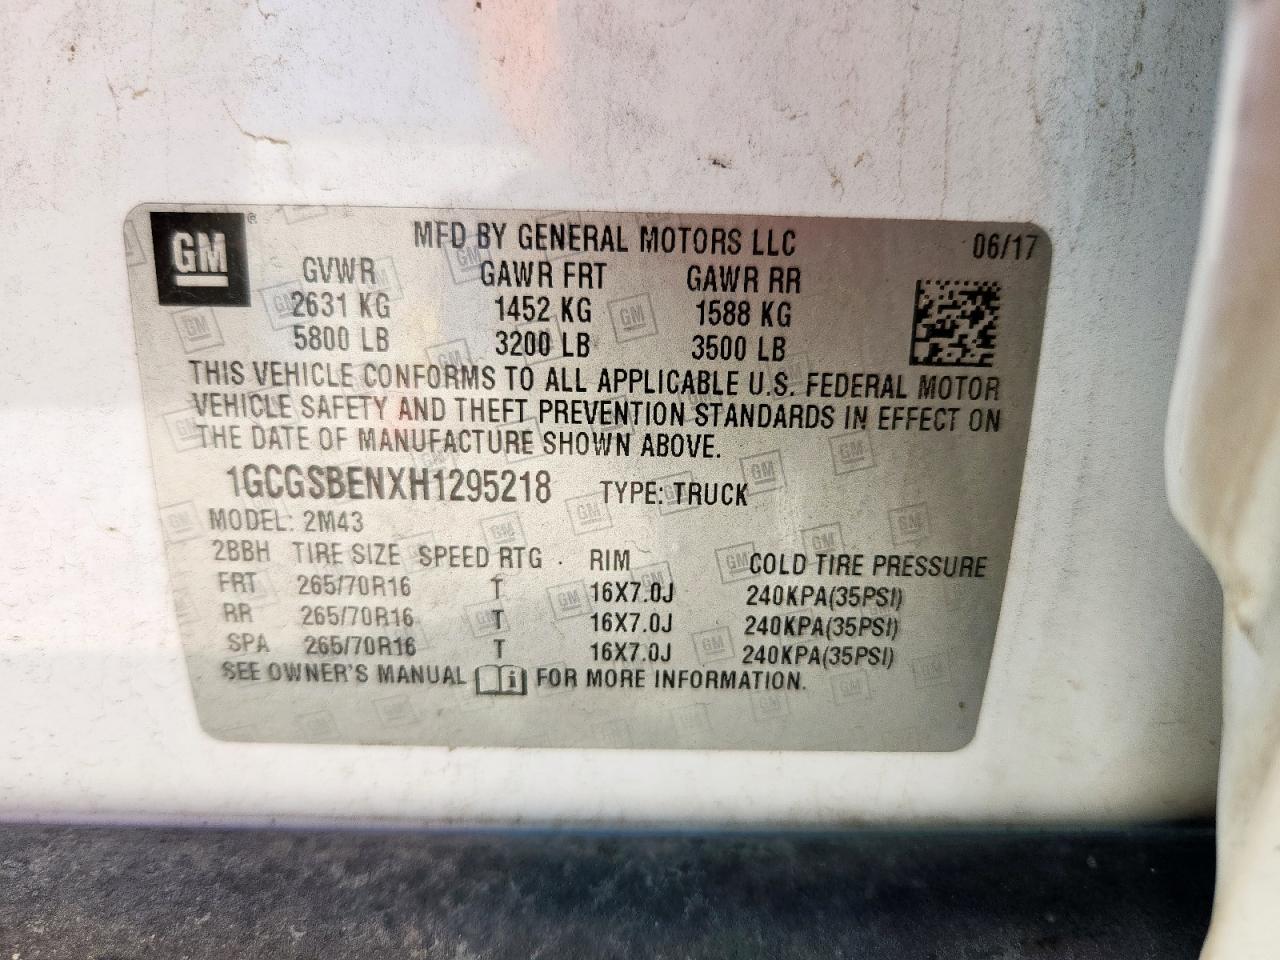 GM ®
MFD BY GENERAL MOTORS LLC 06/17
GVWR GAWR FRT GAWR RR
2631 KG 1452 KG 1588 KG
5800 LB 3200 LB 3500 LB
THIS VEHICLE CONFORMS TO ALL APPLICABLE U.S. FEDERAL MOTOR
VEHICLE SAFETY AND THEFT PREVENTION STANDARDS IN EFFECT ON
THE DATE OF MANUFACTURE SHOWN ABOVE.
1GCGSBENXH1295218 TYPE: TRUCK
MODEL: 2M43
2BBH TIRE SIZE SPEED RTG . RIM COLD TIRE PRESSURE
FRT 265/70R16 T 16X7.0J 240KPA(35PSI)
RR 265/70R16 T 16X7.0J 240KPA(35PSI)
SPA 265/70R16 T 16X7.0J 240KPA(35PSI)
SEE OWNER'S MANUAL i FOR MORE INFORMATION.